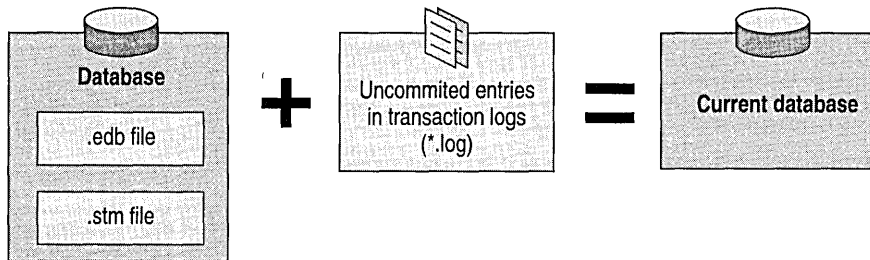 Database
.edb file
.stm file
+
Uncommited entries
in transaction logs
(*.log)
=
Current database